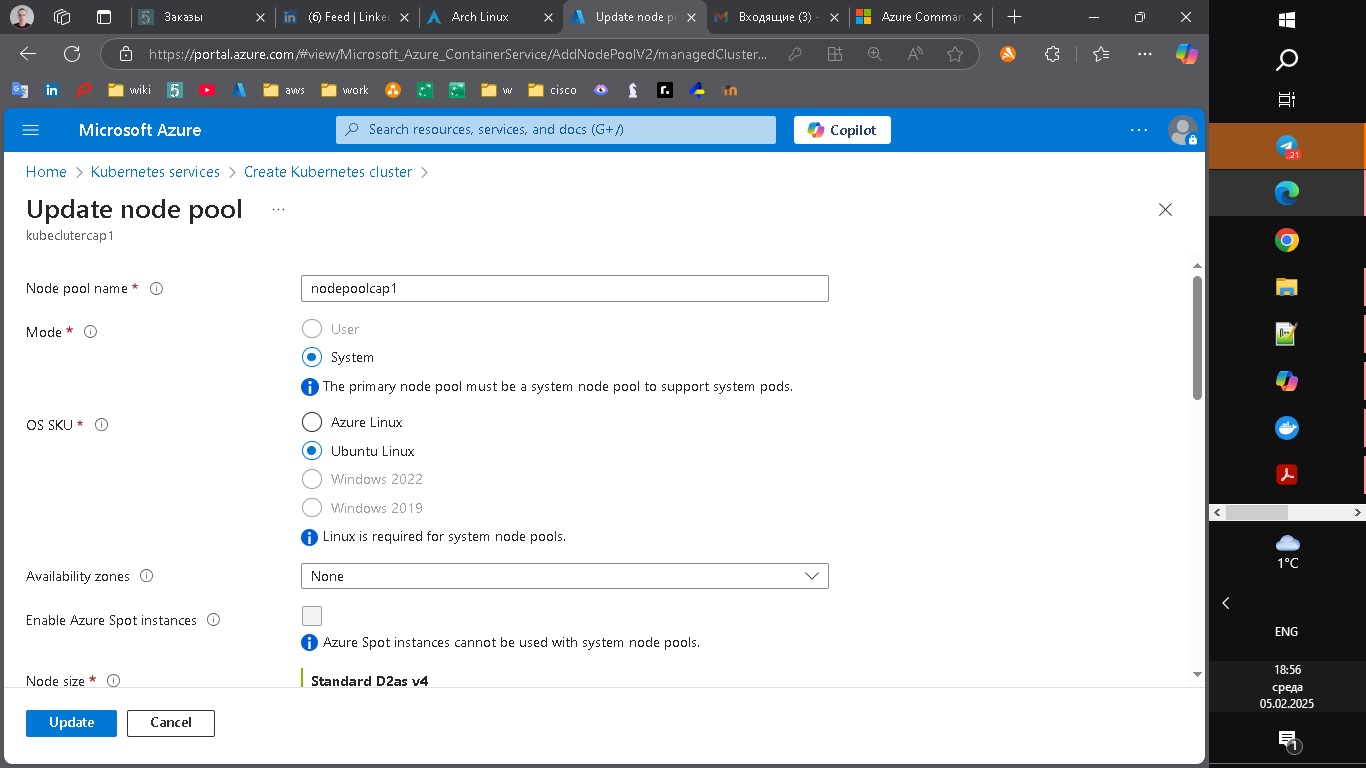 Заказы
(6) Feed | Linke
Arch Linux
Update node po
Входящие (3) -
Azure Comman
https://portal.azure.com/#view/Microsoft_Azure_ContainerService/AddNodePoolV2/managedCluster...
wiki
aws
work
w
cisco
Microsoft Azure
Search resources, services, and docs (G+/)
Copilot
Home > Kubernetes services > Create Kubernetes cluster >
Update node pool
kubeclutercap1
Node pool name *
nodepoolcap1
Mode *
User
System
The primary node pool must be a system node pool to support system pods.
OS SKU *
Azure Linux
Ubuntu Linux
Windows 2022
Windows 2019
Linux is required for system node pools.
Availability zones
None
Enable Azure Spot instances
Azure Spot instances cannot be used with system node pools.
Node size *
Standard D2as v4
Update
Cancel
21
1°C
ENG
18:56
среда
05.02.2025
1